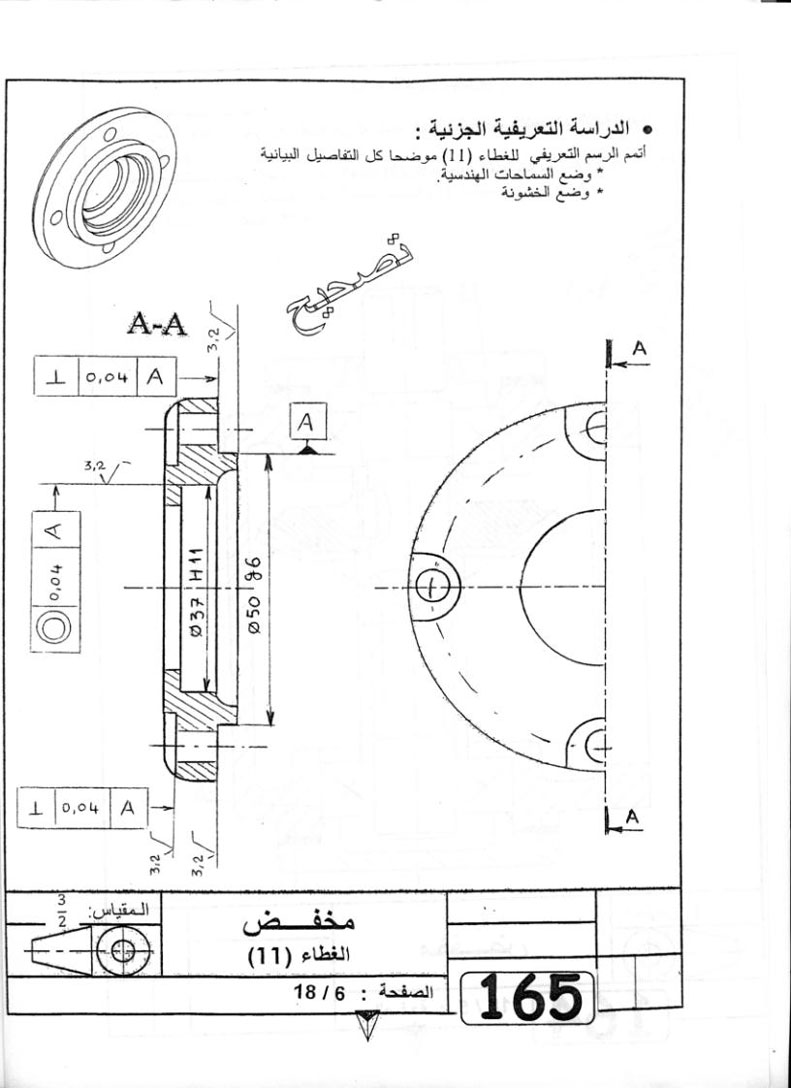 • الدراسة التعريفية الجزئية :
أتمم الرسم التعريفي للغطاء (11) موضحا كل التفاصيل البيانية
* وضع السماحات الهندسية.
* وضع الخشونة
تصحيح
A-A
3,2
⊥ 0,04 A
A
A
3,2
◎ 0,04 A
Ø37 H11
Ø50 g6
⊥ 0,04 A
3,2
3,2
A
المقياس: 3/2
مخفض
الغطاء (11)
الصفحة : 6 / 18
165